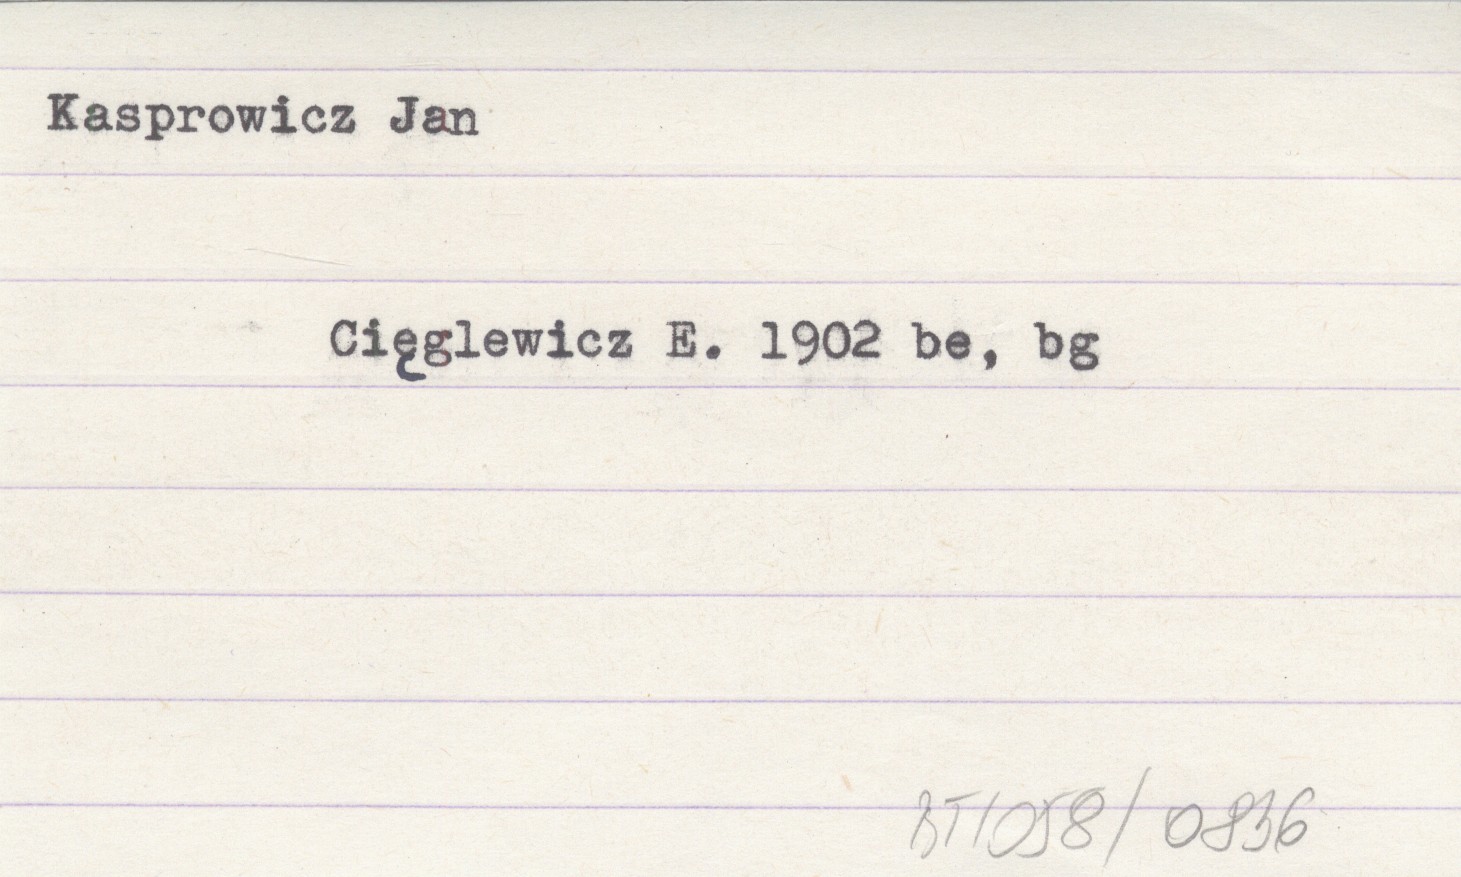 Kasprowicz Jan
Cięglewicz E. 1902 be, bg
BT1058/0836